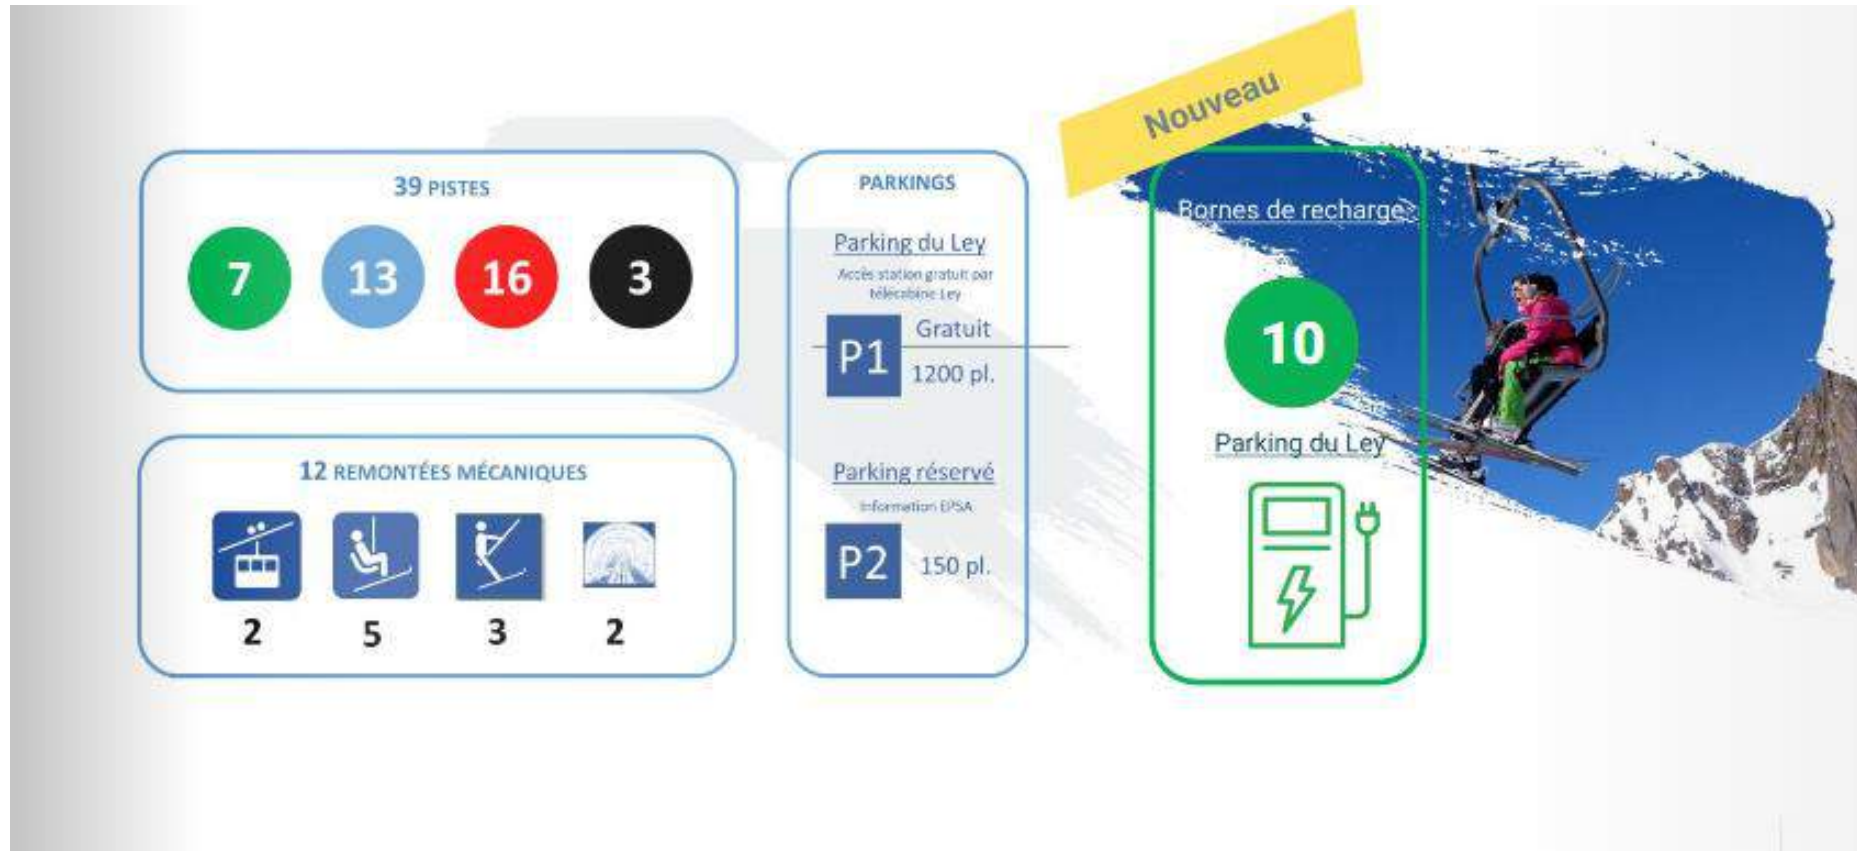 Nouveau
39 PISTES
7 13 16 3
12 REMONTÉES MÉCANIQUES
2 5 3 2
PARKINGS
Parking du Ley
Accès station gratuit par
télécabine Ley
P1
Gratuit
1200 pl.
Parking réservé
Information EPSA
P2
150 pl.
Bornes de recharge
10
Parking du Ley